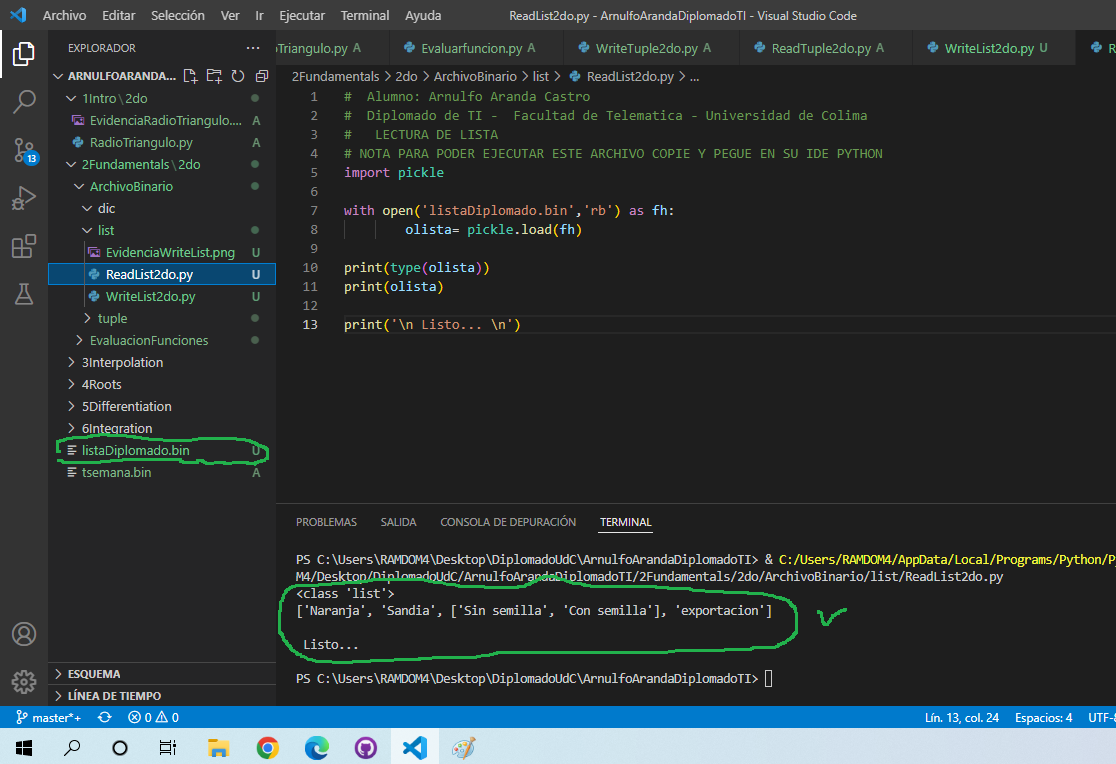 Archivo Editar Selección Ver Ir Ejecutar Terminal Ayuda ReadList2do.py - ArnulfoArandaDiplomadoTI - Visual Studio Code
EXPLORADOR ...
ARNULFOARANDA...
1Intro\2do
EvidenciaRadioTriangulo.... A
RadioTriangulo.py A
2Fundamentals\2do
ArchivoBinario
dic
list
EvidenciaWriteList.png U
ReadList2do.py U
WriteList2do.py U
tuple
EvaluacionFunciones
3Interpolation
4Roots
5Differentiation
6Integration
listaDiplomado.bin U
tsemana.bin A
13
ESQUEMA
LÍNEA DE TIEMPO
oTriangulo.py A Evaluarfuncion.py A WriteTuple2do.py A ReadTuple2do.py A WriteList2do.py U
2Fundamentals > 2do > ArchivoBinario > list > ReadList2do.py > ...
1 # Alumno: Arnulfo Aranda Castro
2 # Diplomado de TI - Facultad de Telematica - Universidad de Colima
3 # LECTURA DE LISTA
4 # NOTA PARA PODER EJECUTAR ESTE ARCHIVO COPIE Y PEGUE EN SU IDE PYTHON
5 import pickle
6
7 with open('listaDiplomado.bin','rb') as fh:
8 olista= pickle.load(fh)
9
10 print(type(olista))
11 print(olista)
12
13 print('\n Listo... \n')
PROBLEMAS SALIDA CONSOLA DE DEPURACIÓN TERMINAL
PS C:\Users\RAMDOM4\Desktop\DiplomadoUdC\ArnulfoArandaDiplomadoTI> & C:/Users/RAMDOM4/AppData/Local/Programs/Python/P
M4/Desktop/DiplomadoUdC/ArnulfoArandaDiplomadoTI/2Fundamentals/2do/ArchivoBinario/list/ReadList2do.py
<class 'list'>
['Naranja', 'Sandia', ['Sin semilla', 'Con semilla'], 'exportacion']
Listo...
PS C:\Users\RAMDOM4\Desktop\DiplomadoUdC\ArnulfoArandaDiplomadoTI>
master*+ 0 0 Lín. 13, col. 24 Espacios: 4 UTF-8